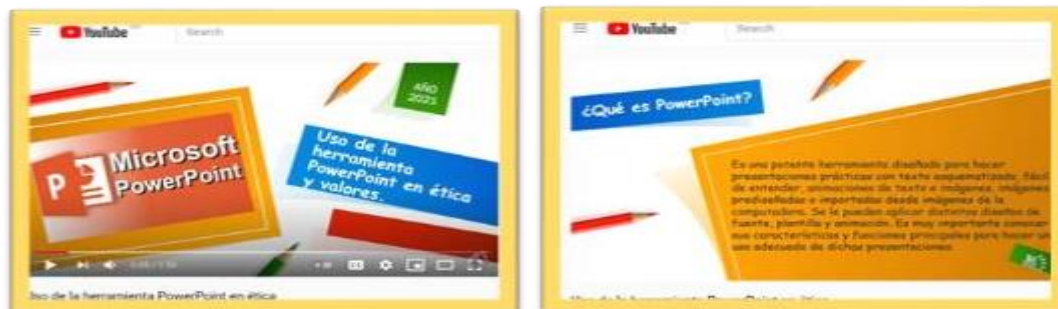 YouTube
Search
AÑO
2021
Microsoft
PowerPoint
Uso de la
herramienta
PowerPoint en ética
y valores.
Uso de la herramienta PowerPoint en ética
YouTube
Search
¿Qué es PowerPoint?
Es una potente herramienta diseñada para hacer
presentaciones prácticas con texto esquematizado, fácil
de entender, animaciones de texto e imágenes, imágenes
prediseñadas o importadas desde imágenes de la
computadora. Se le pueden aplicar distintos diseños de
fuente, plantilla y animación. Es muy importante conocer
sus características y funciones principales para hacer un
uso adecuado de dichas presentaciones.